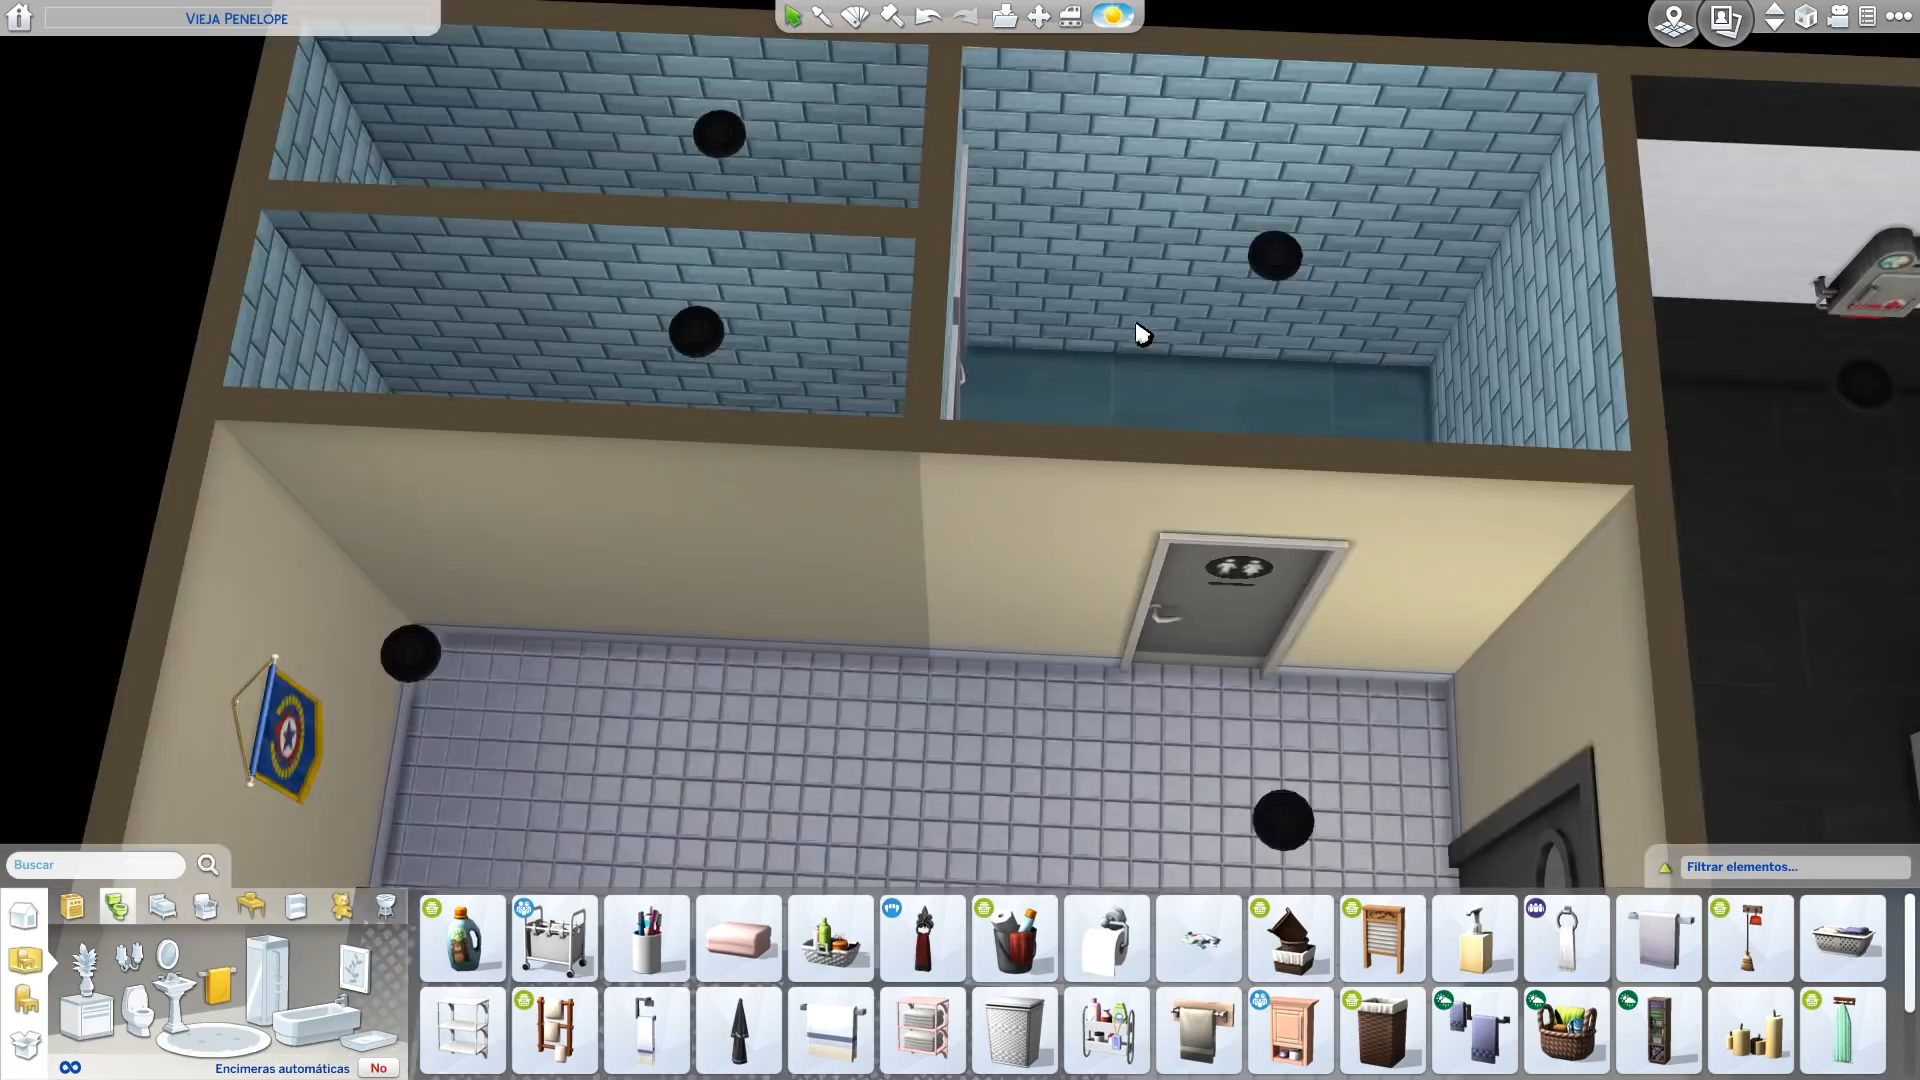 Vieja Penelope
Buscar
Filtrar elementos...
Encimeras automáticas No